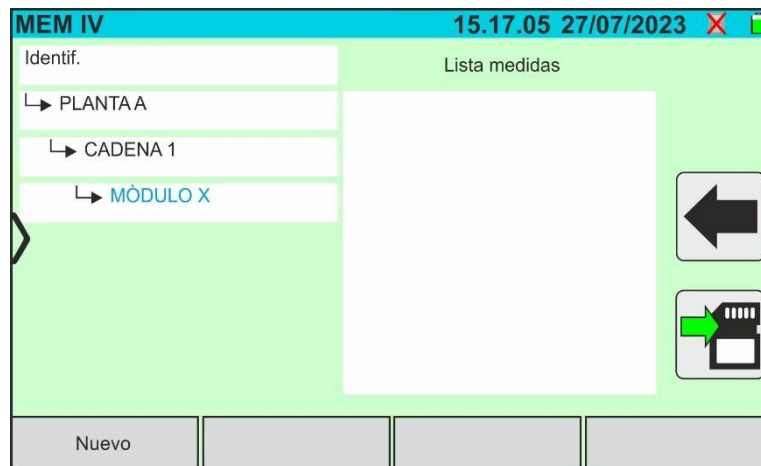 MEM IV 15.17.05 27/07/2023
Identif.
Lista medidas
PLANTA A
CADENA 1
MÒDULO X
Nuevo